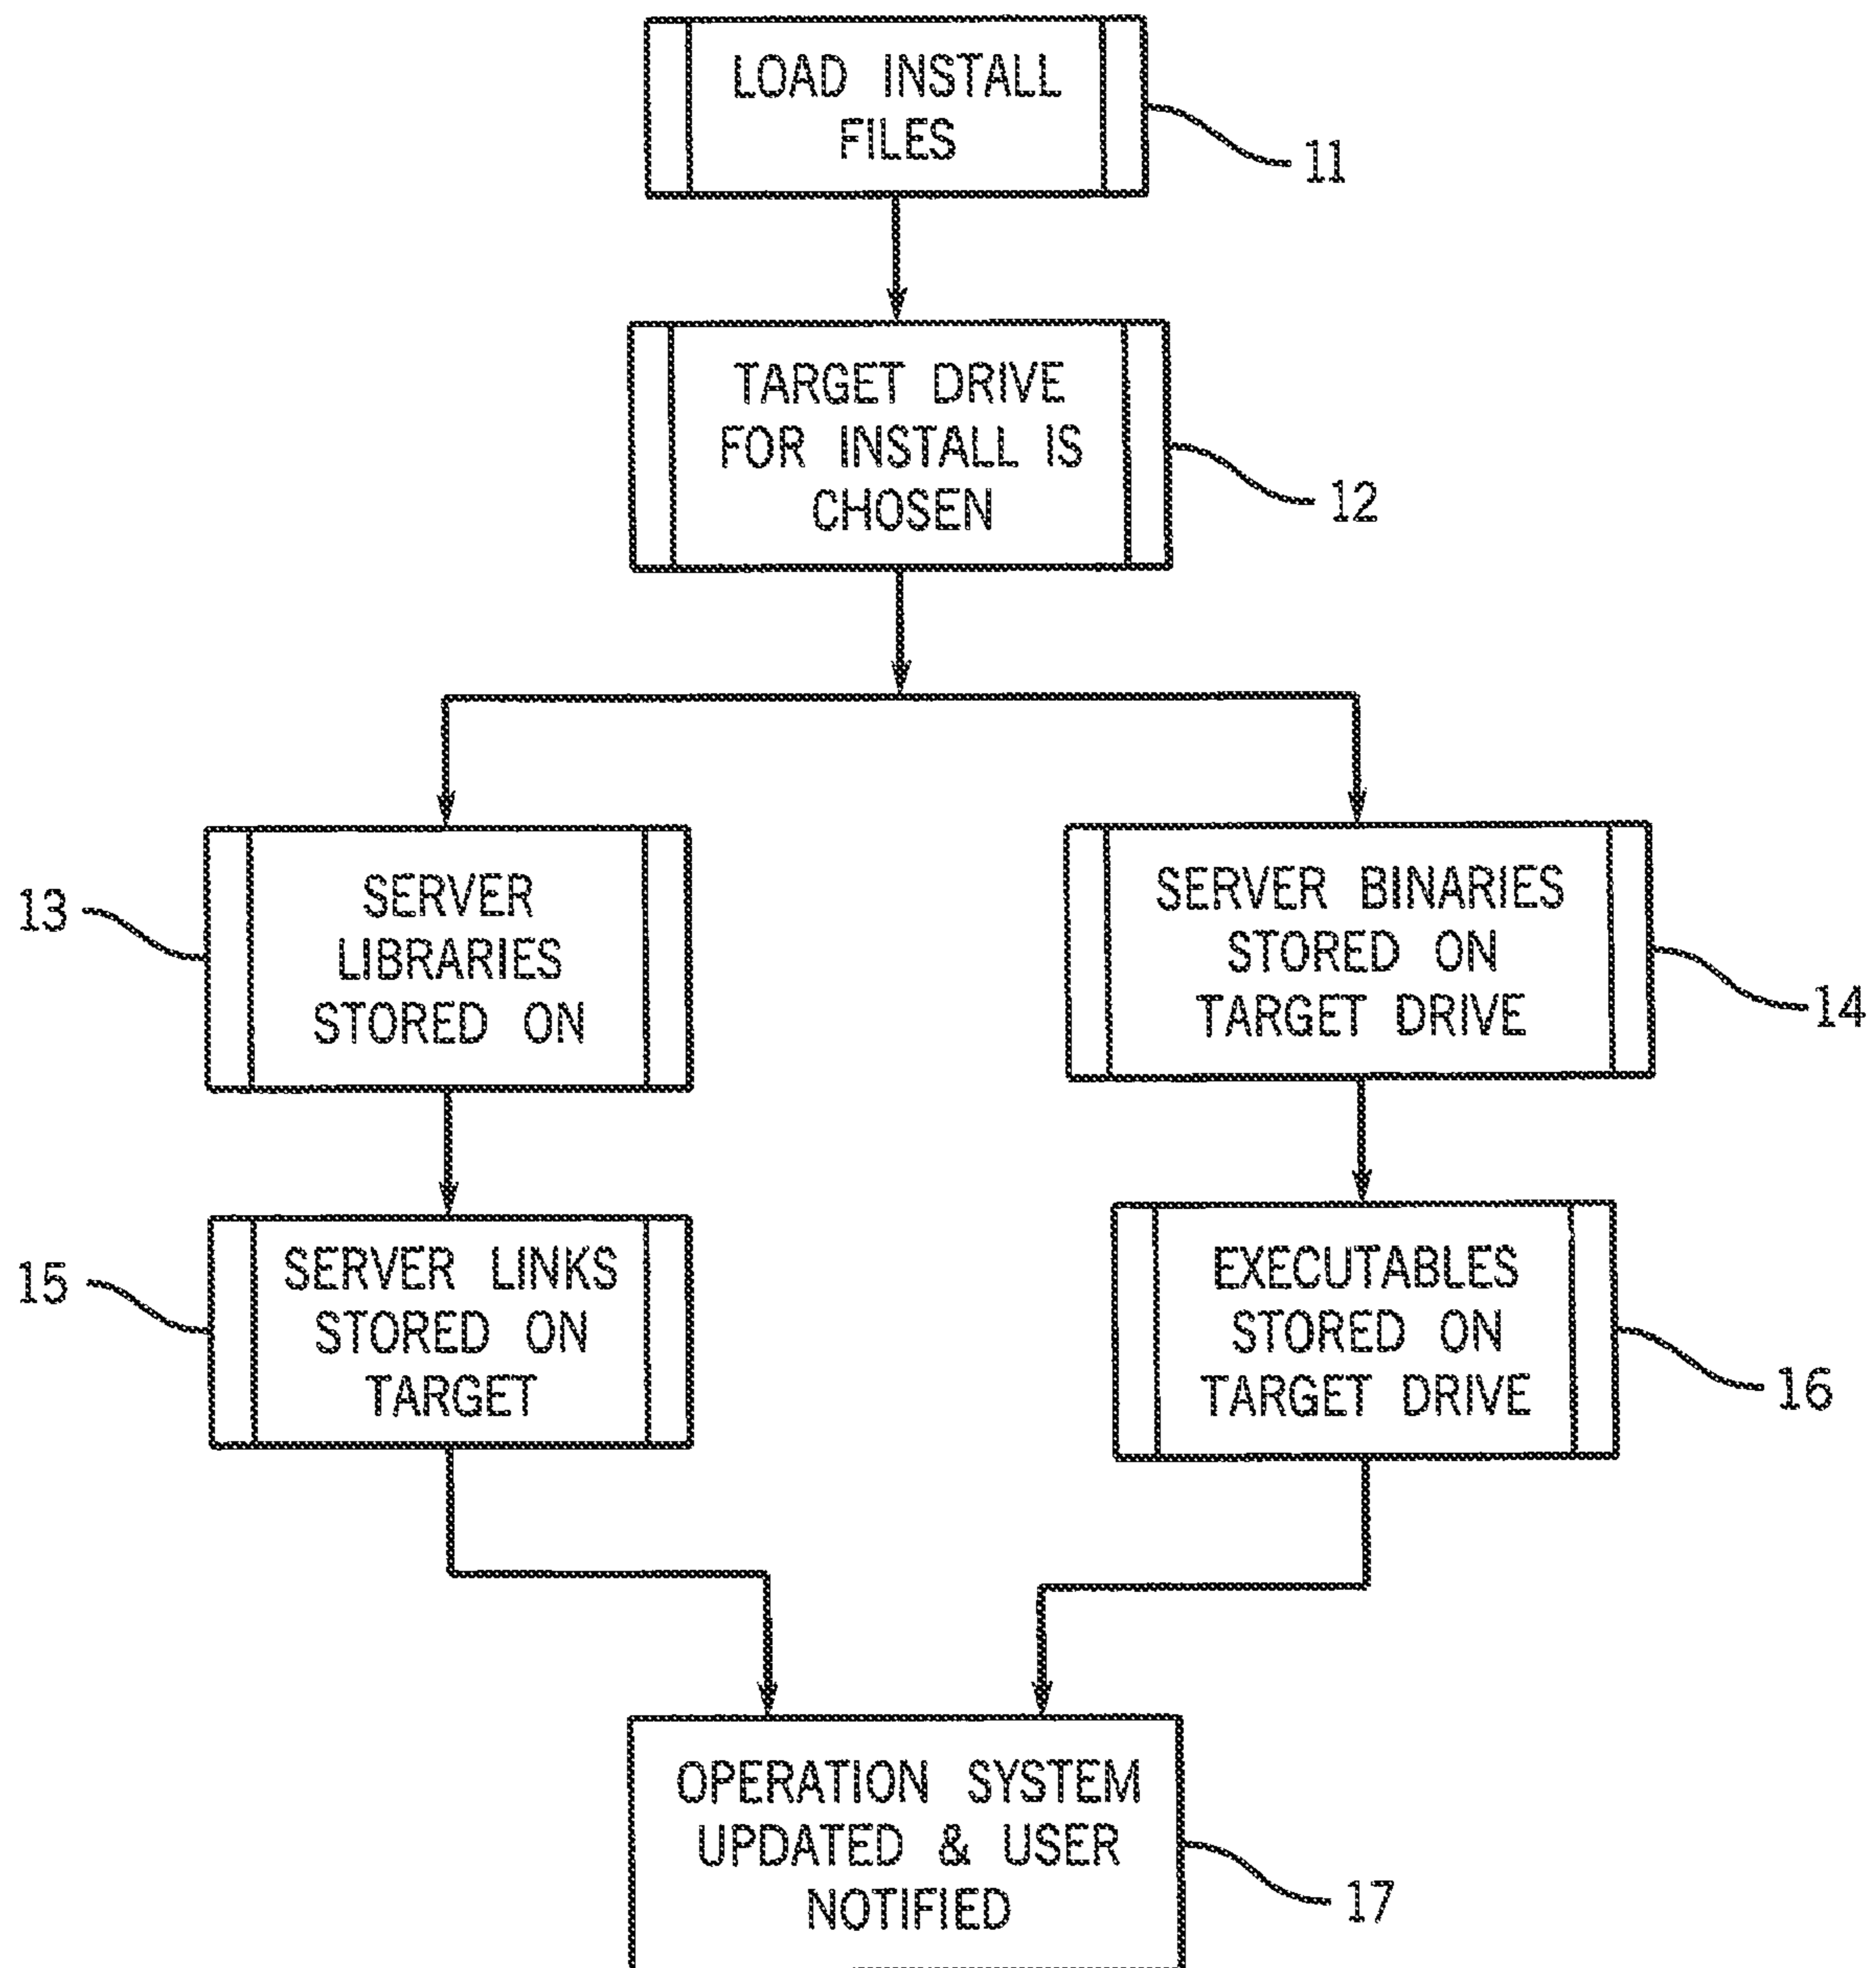 LOAD INSTALL
FILES
11
TARGET DRIVE
FOR INSTALL IS
CHOSEN
12
13
SERVER
LIBRARIES
STORED ON
SERVER BINARIES
STORED ON
TARGET DRIVE
14
15
SERVER LINKS
STORED ON
TARGET
EXECUTABLES
STORED ON
TARGET DRIVE
16
OPERATION SYSTEM
UPDATED & USER
NOTIFIED
17